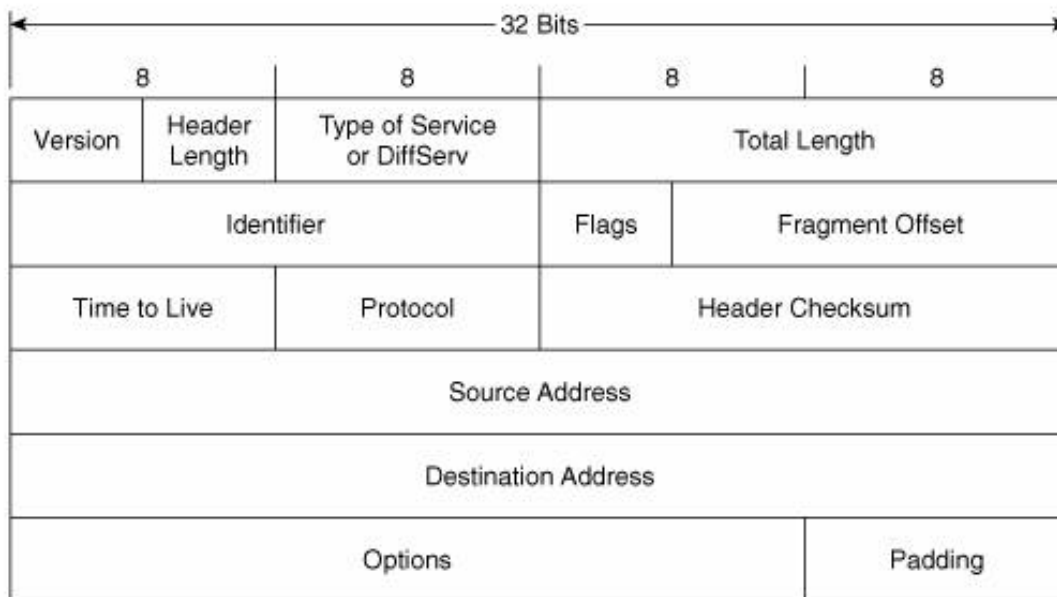 32 Bits
8 8 8 8
Version Header Length Type of Service or DiffServ Total Length
Identifier Flags Fragment Offset
Time to Live Protocol Header Checksum
Source Address
Destination Address
Options Padding